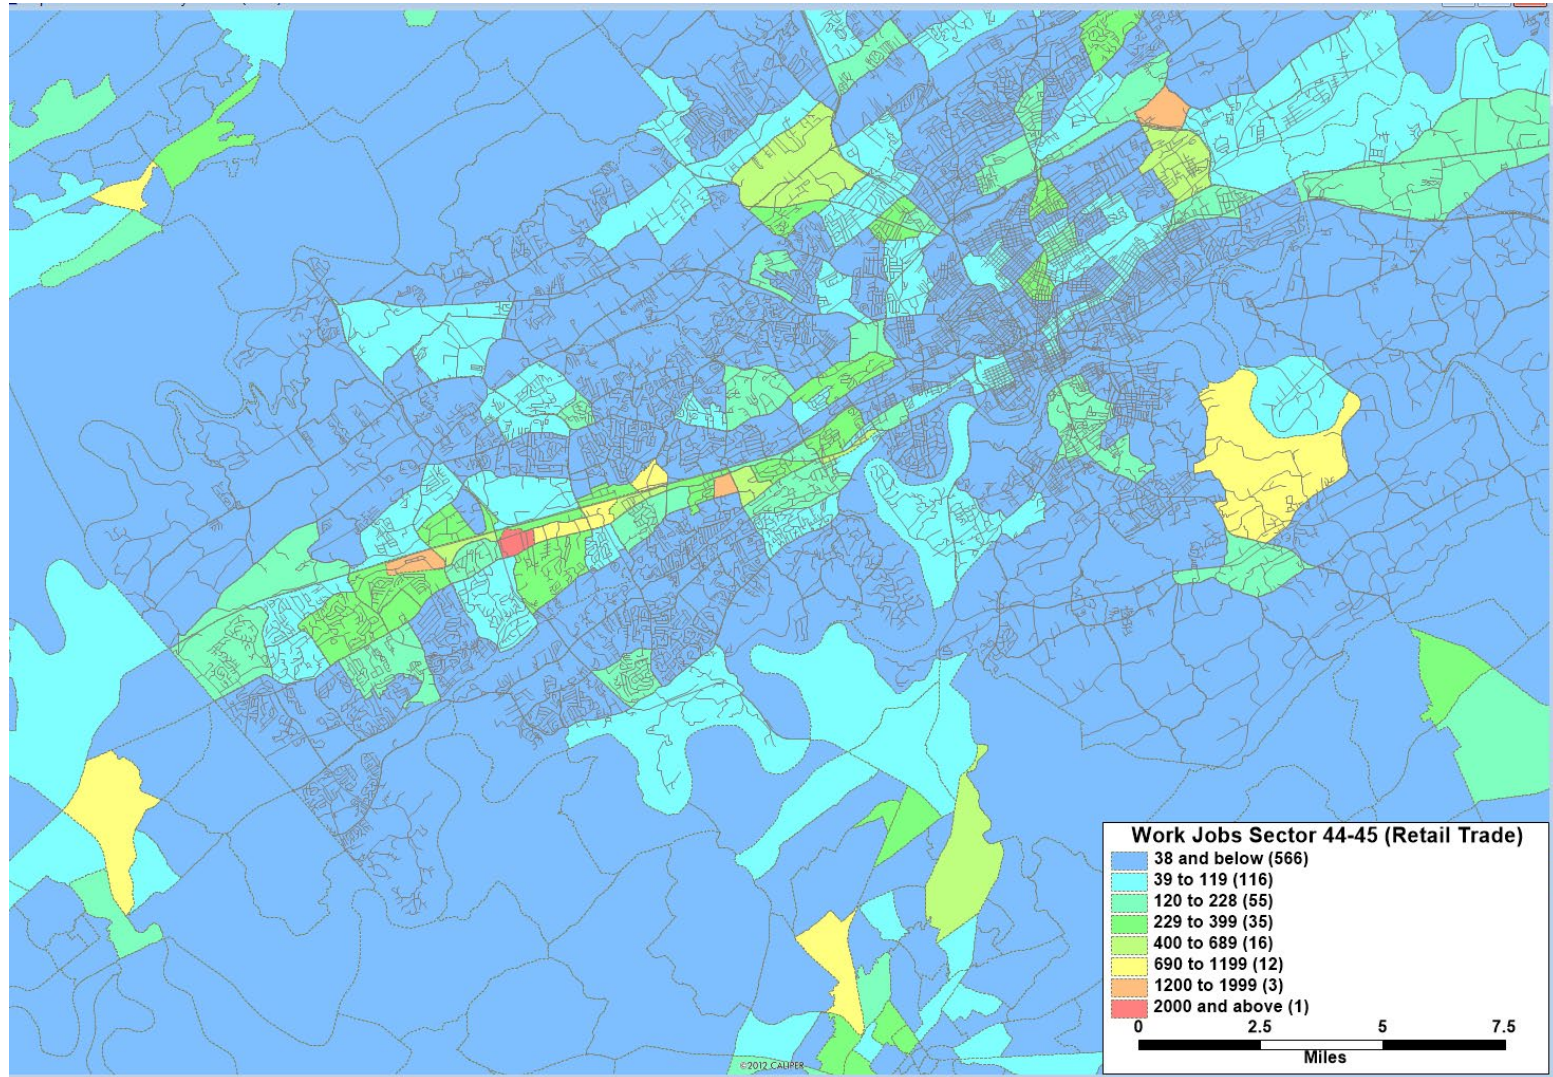 Work Jobs Sector 44-45 (Retail Trade)
38 and below (566)
39 to 119 (116)
120 to 228 (55)
229 to 399 (35)
400 to 689 (16)
690 to 1199 (12)
1200 to 1999 (3)
2000 and above (1)
0 2.5 5 7.5
Miles
©2012 CALIPER